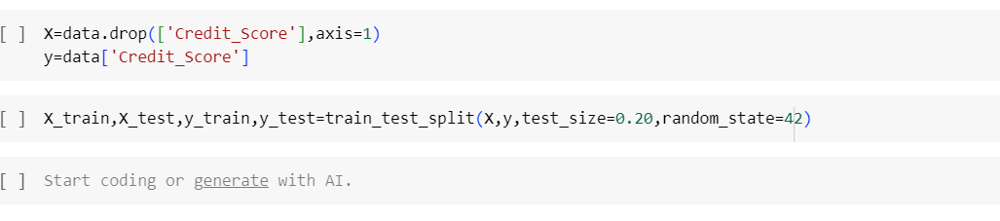 [ ] X=data.drop(['Credit_Score'],axis=1)
y=data['Credit_Score']
[ ] X_train,X_test,y_train,y_test=train_test_split(X,y,test_size=0.20,random_state=42)
[ ] Start coding or generate with AI.